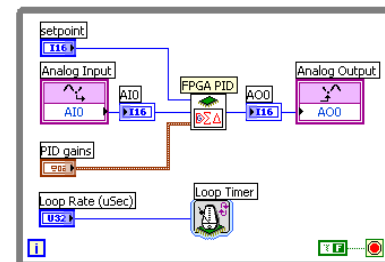 setpoint
I16
Analog Input
AI0
AI0
I16
FPGA PID
AO0
I16
Analog Output
AO0
PID gains
Loop Rate (uSec)
U32
Loop Timer
i
F